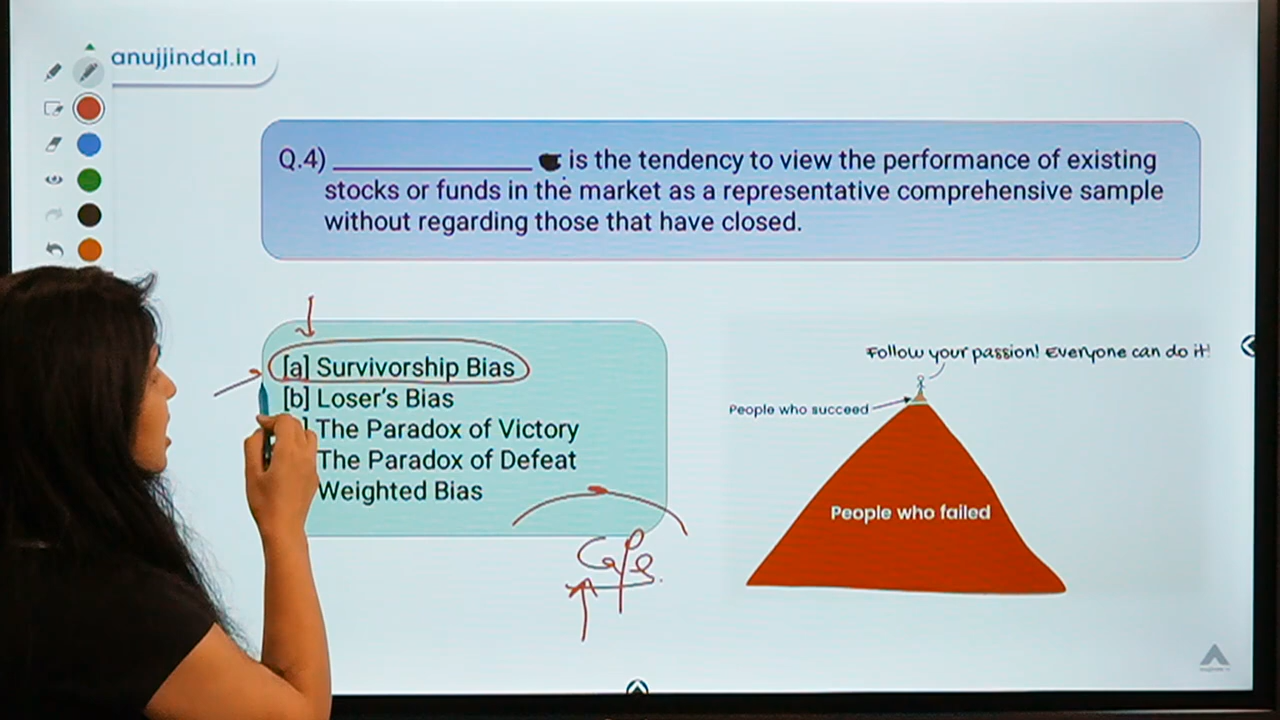 anujjindal.in
Q.4) ______________ is the tendency to view the performance of existing
stocks or funds in the market as a representative comprehensive sample
without regarding those that have closed.
[a] Survivorship Bias
[b] Loser's Bias
] The Paradox of Victory
The Paradox of Defeat
Weighted Bias
Follow your passion! Everyone can do it!
People who succeed
People who failed